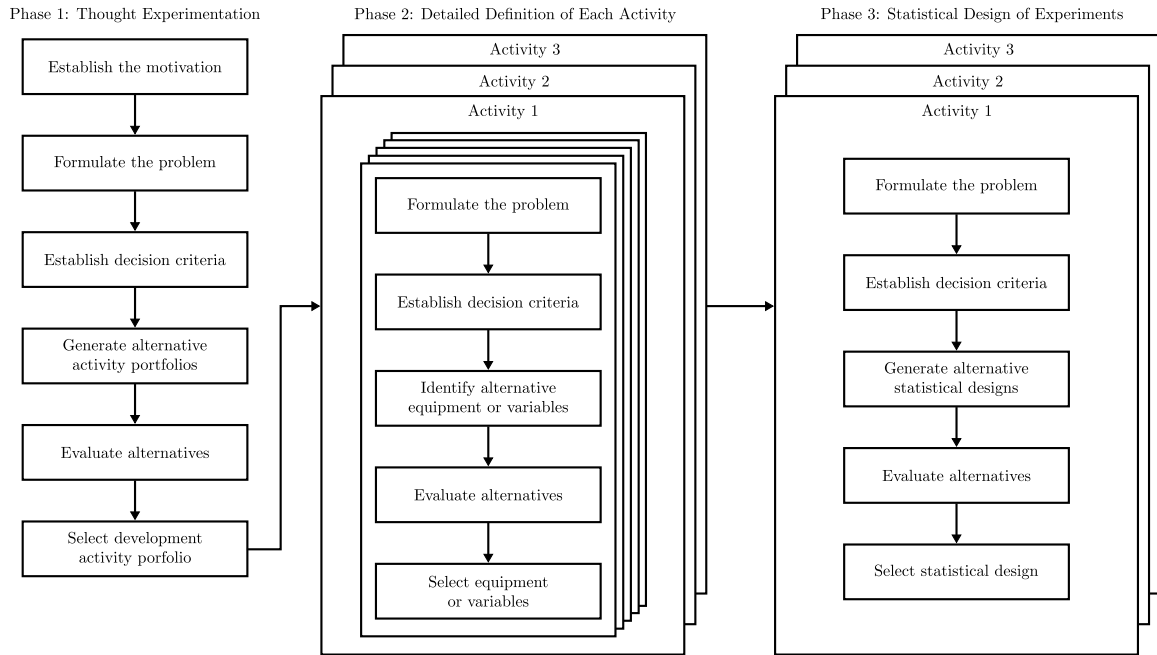 Phase 1: Thought Experimentation
Establish the motivation
Formulate the problem
Establish decision criteria
Generate alternative
activity portfolios
Evaluate alternatives
Select development
activity porfolio
Phase 2: Detailed Definition of Each Activity
Activity 3
Activity 2
Activity 1
Formulate the problem
Establish decision criteria
Identify alternative
equipment or variables
Evaluate alternatives
Select equipment
or variables
Phase 3: Statistical Design of Experiments
Activity 3
Activity 2
Activity 1
Formulate the problem
Establish decision criteria
Generate alternative
statistical designs
Evaluate alternatives
Select statistical design